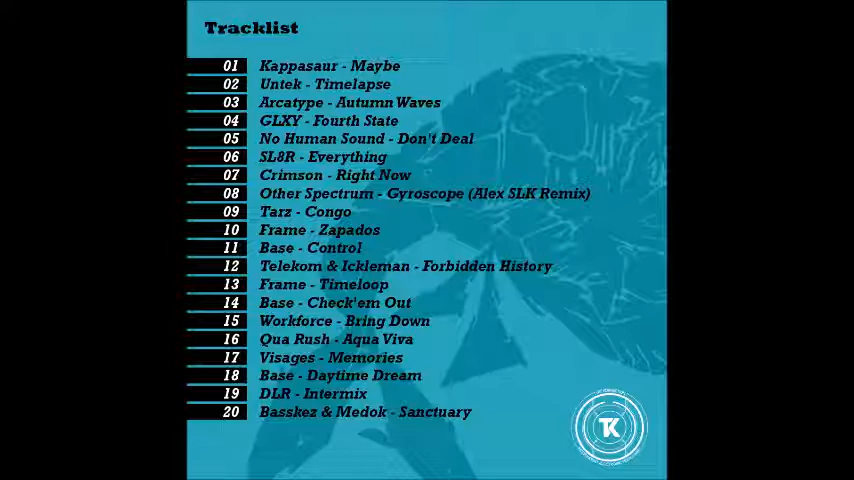 Tracklist
01 Kappasaur - Maybe
02 Untek - Timelapse
03 Arcatype - Autumn Waves
04 GLXY - Fourth State
05 No Human Sound - Don't Deal
06 SL8R - Everything
07 Crimson - Right Now
08 Other Spectrum - Gyroscope (Alex SLK Remix)
09 Tarz - Congo
10 Frame - Zapados
11 Base - Control
12 Telekom & Ickleman - Forbidden History
13 Frame - Timeloop
14 Base - Check'em Out
15 Workforce - Bring Down
16 Qua Rush - Aqua Viva
17 Visages - Memories
18 Base - Daytime Dream
19 DLR - Intermix
20 Basskez & Medok - Sanctuary
TK